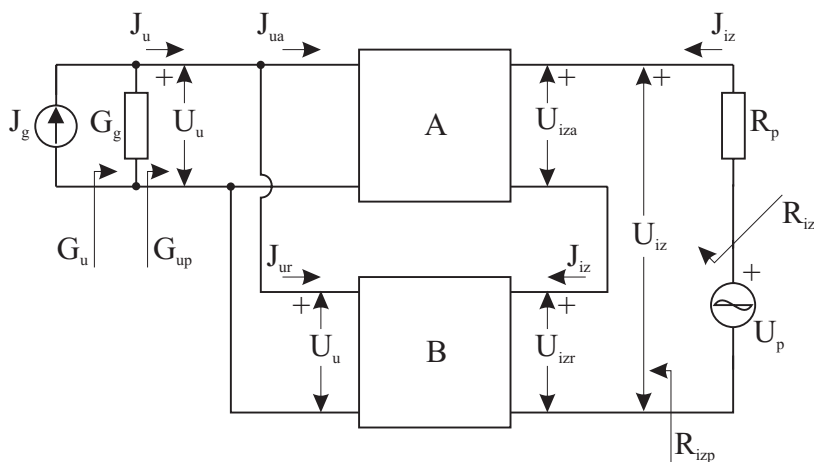 J_u J_ua J_iz
+ + +
J_g G_g U_u A U_iza R_p
G_u G_up U_iz R_iz
J_ur J_iz
+ + +
U_u B U_izr U_p
R_izp